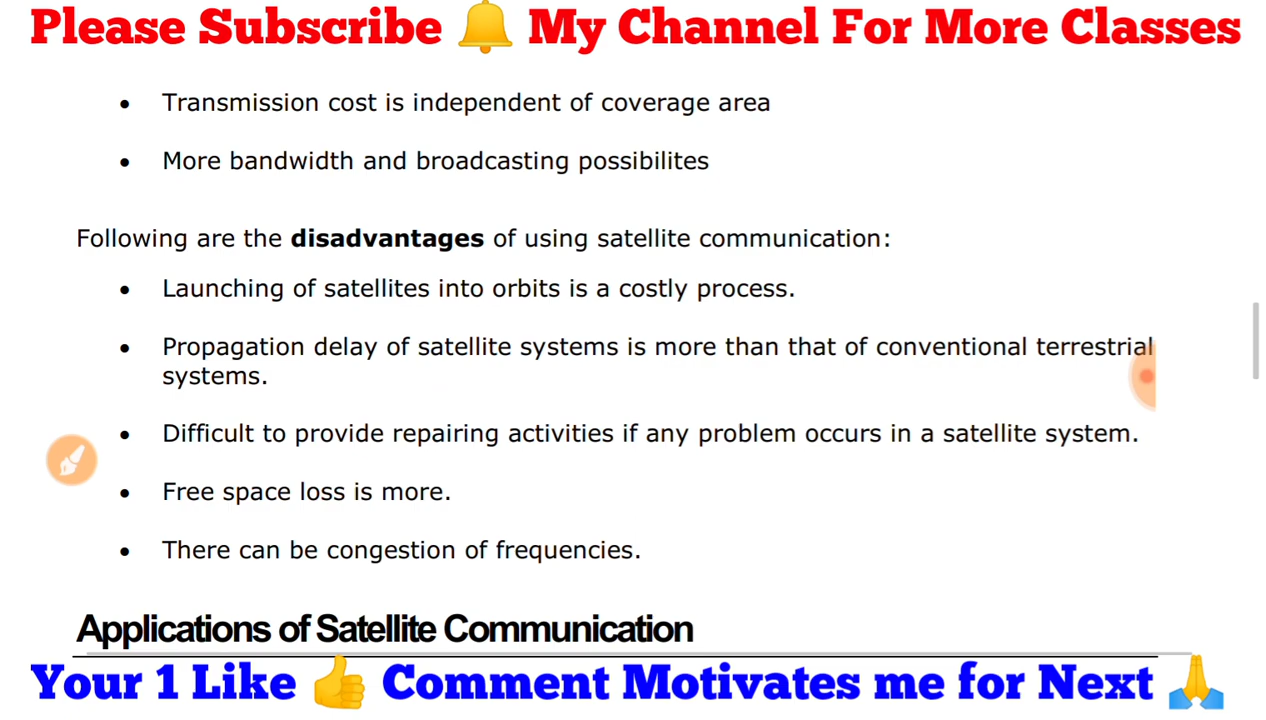 Please Subscribe 🔔 My Channel For More Classes
• Transmission cost is independent of coverage area
• More bandwidth and broadcasting possibilites
Following are the disadvantages of using satellite communication:
• Launching of satellites into orbits is a costly process.
• Propagation delay of satellite systems is more than that of conventional terrestrial
systems.
• Difficult to provide repairing activities if any problem occurs in a satellite system.
• Free space loss is more.
• There can be congestion of frequencies.
Applications of Satellite Communication
Your 1 Like 👍 Comment Motivates me for Next 🙏